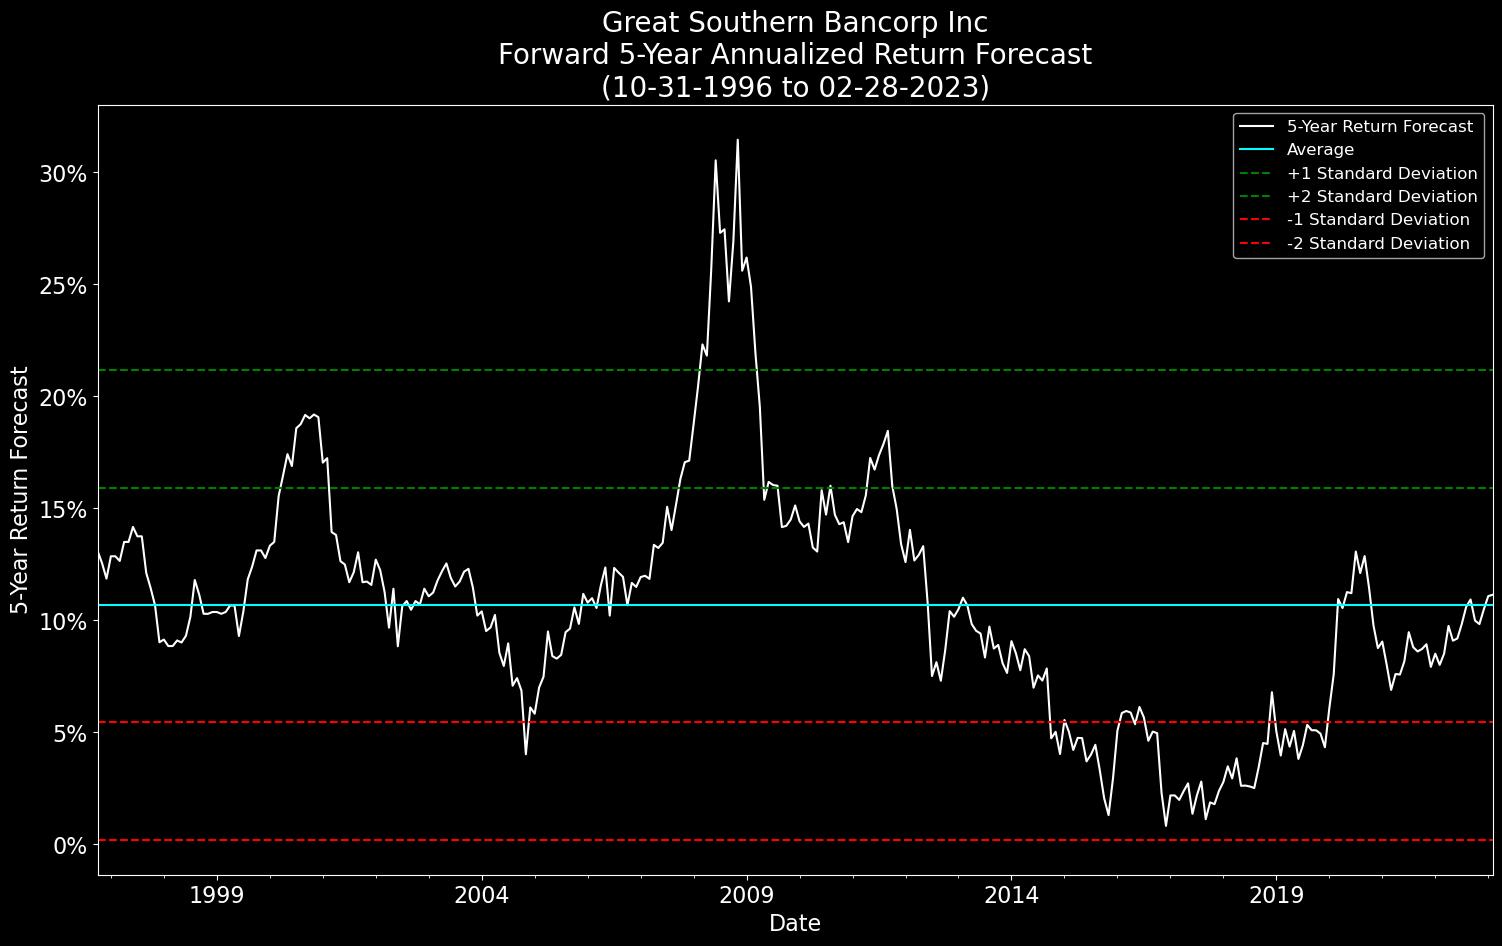 Great Southern Bancorp Inc
Forward 5-Year Annualized Return Forecast
(10-31-1996 to 02-28-2023)
5-Year Return Forecast
Average
+1 Standard Deviation
+2 Standard Deviation
-1 Standard Deviation
-2 Standard Deviation
5-Year Return Forecast
30%
25%
20%
15%
10%
5%
0%
1999
2004
2009
2014
2019
Date